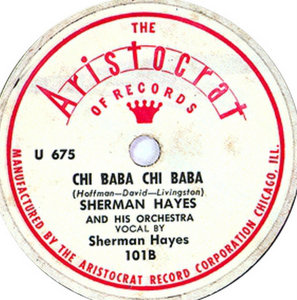 THE
Aristocrat
OF RECORDS
U 675
CHI BABA CHI BABA
(Hoffman—David—Livingston)
SHERMAN HAYES
AND HIS ORCHESTRA
VOCAL BY
Sherman Hayes
101B
MANUFACTURED BY THE ARISTOCRAT RECORD CORPORATION CHICAGO, ILL.